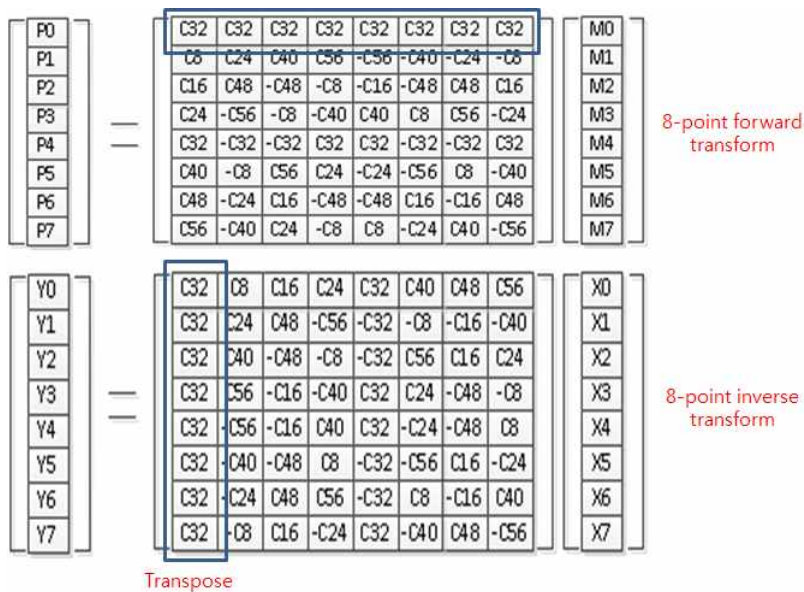 P0 C32 C32 C32 C32 C32 C32 C32 C32 M0
P1 C8 C24 C40 C56 -C56 -C40 -C24 -C8 M1
P2 C16 C48 -C48 -C8 -C16 -C48 C48 C16 M2
P3 = C24 -C56 -C8 -C40 C40 C8 C56 -C24 M3 8-point forward
P4 C32 -C32 -C32 C32 C32 -C32 -C32 C32 M4 transform
P5 C40 -C8 C56 C24 -C24 -C56 C8 -C40 M5
P6 C48 -C24 C16 -C48 -C48 C16 -C16 C48 M6
P7 C56 -C40 C24 -C8 C8 -C24 C40 -C56 M7
Y0 C32 C8 C16 C24 C32 C40 C48 C56 X0
Y1 C32 C24 C48 -C56 -C32 -C8 -C16 -C40 X1
Y2 C32 C40 -C48 -C8 -C32 C56 C16 C24 X2
Y3 = C32 C56 -C16 -C40 C32 C24 -C48 -C8 X3 8-point inverse
Y4 C32 -C56 -C16 C40 C32 -C24 -C48 C8 X4 transform
Y5 C32 -C40 -C48 C8 -C32 -C56 C16 -C24 X5
Y6 C32 -C24 C48 C56 -C32 C8 -C16 C40 X6
Y7 C32 -C8 C16 -C24 C32 -C40 C48 -C56 X7
Transpose